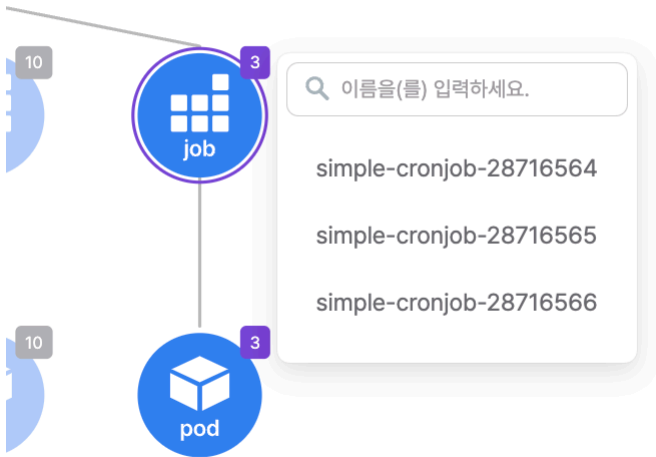 10
3
job
이름을(를) 입력하세요.
simple-cronjob-28716564
simple-cronjob-28716565
simple-cronjob-28716566
10
3
pod